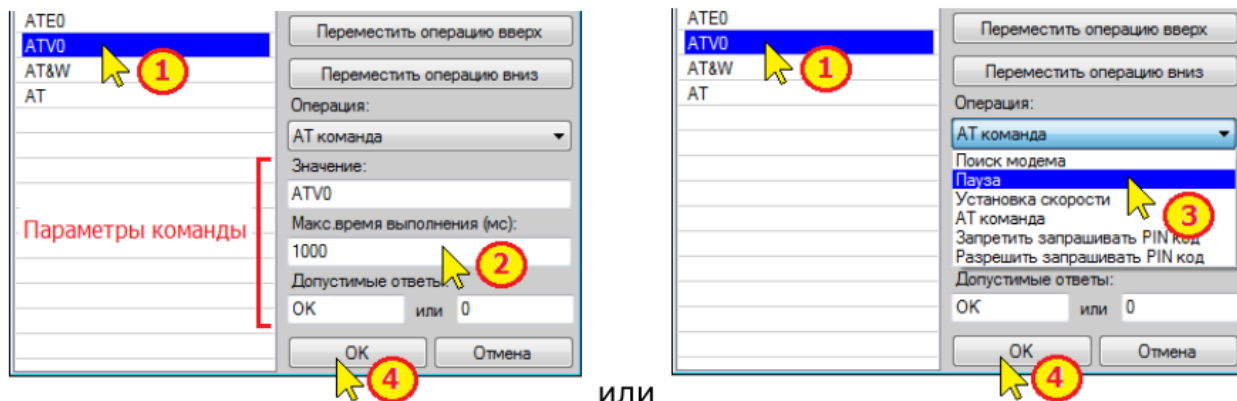 ATE0
ATV0
1
AT&W
AT
Переместить операцию вверх
Переместить операцию вниз
Операция:
АТ команда
Значение:
ATV0
Параметры команды
Макс.время выполнения (мс):
1000
2
Допустимые ответы
OK
или
0
OK
Отмена
4
или
ATE0
ATV0
1
AT&W
AT
Переместить операцию вверх
Переместить операцию вниз
Операция:
АТ команда
Поиск модема
Пауза
Установка скорости
3
АТ команда
Запретить запрашивать PIN код
Разрешить запрашивать PIN код
Допустимые ответы:
OK
или
0
OK
Отмена
4